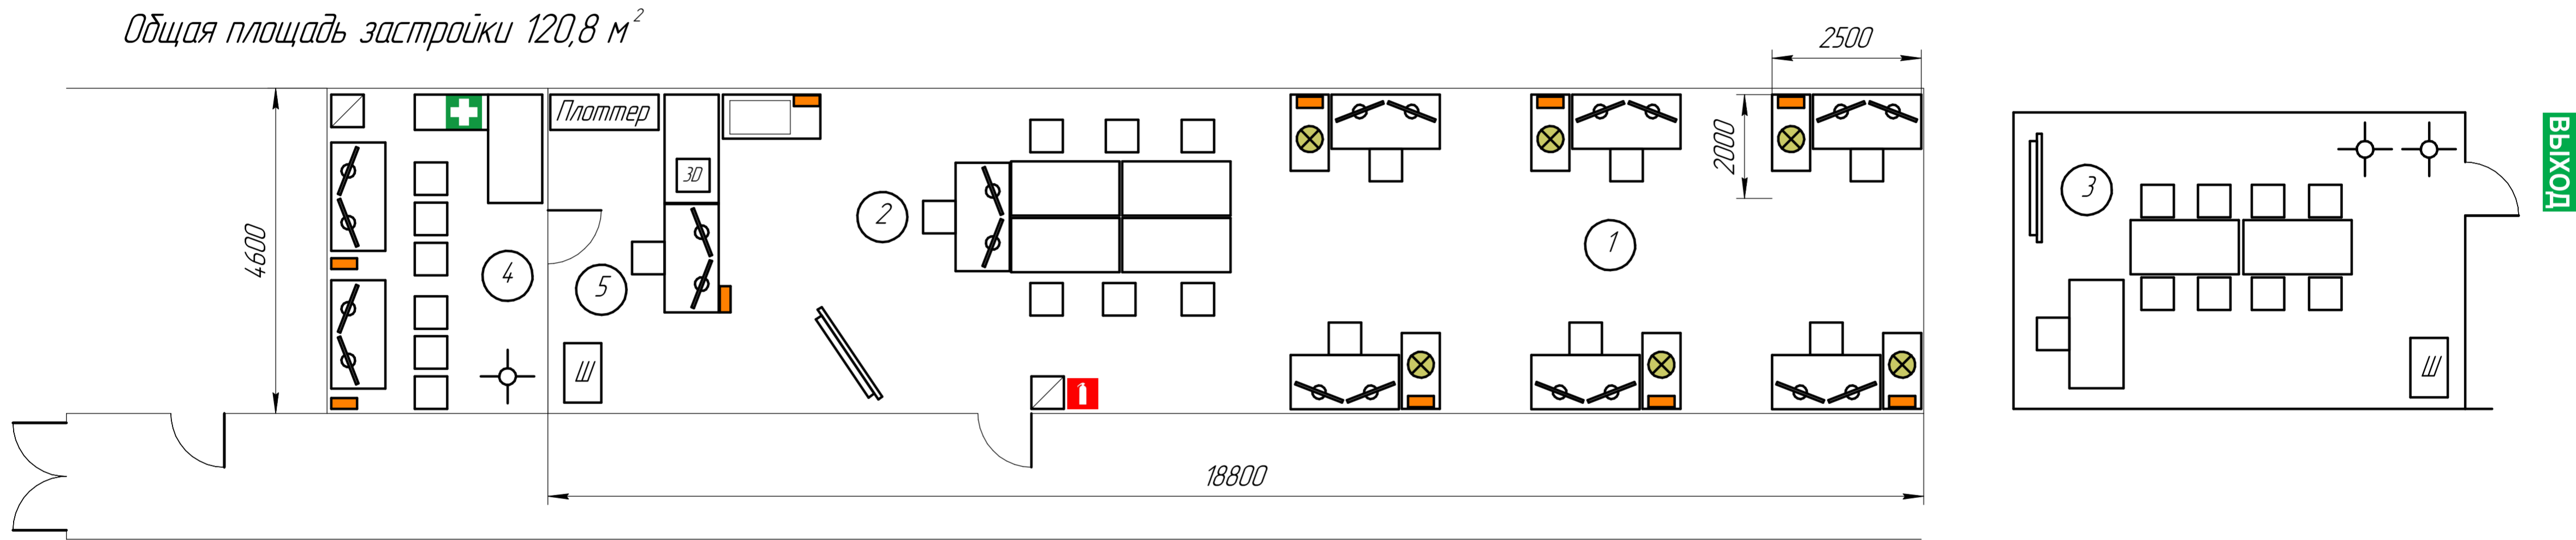 Общая площадь застройки 120,8 м²
2500
Плоттер
3D
2000
4600
2
1
3
4
5
Ш
Ш
18800
ВЫХОД